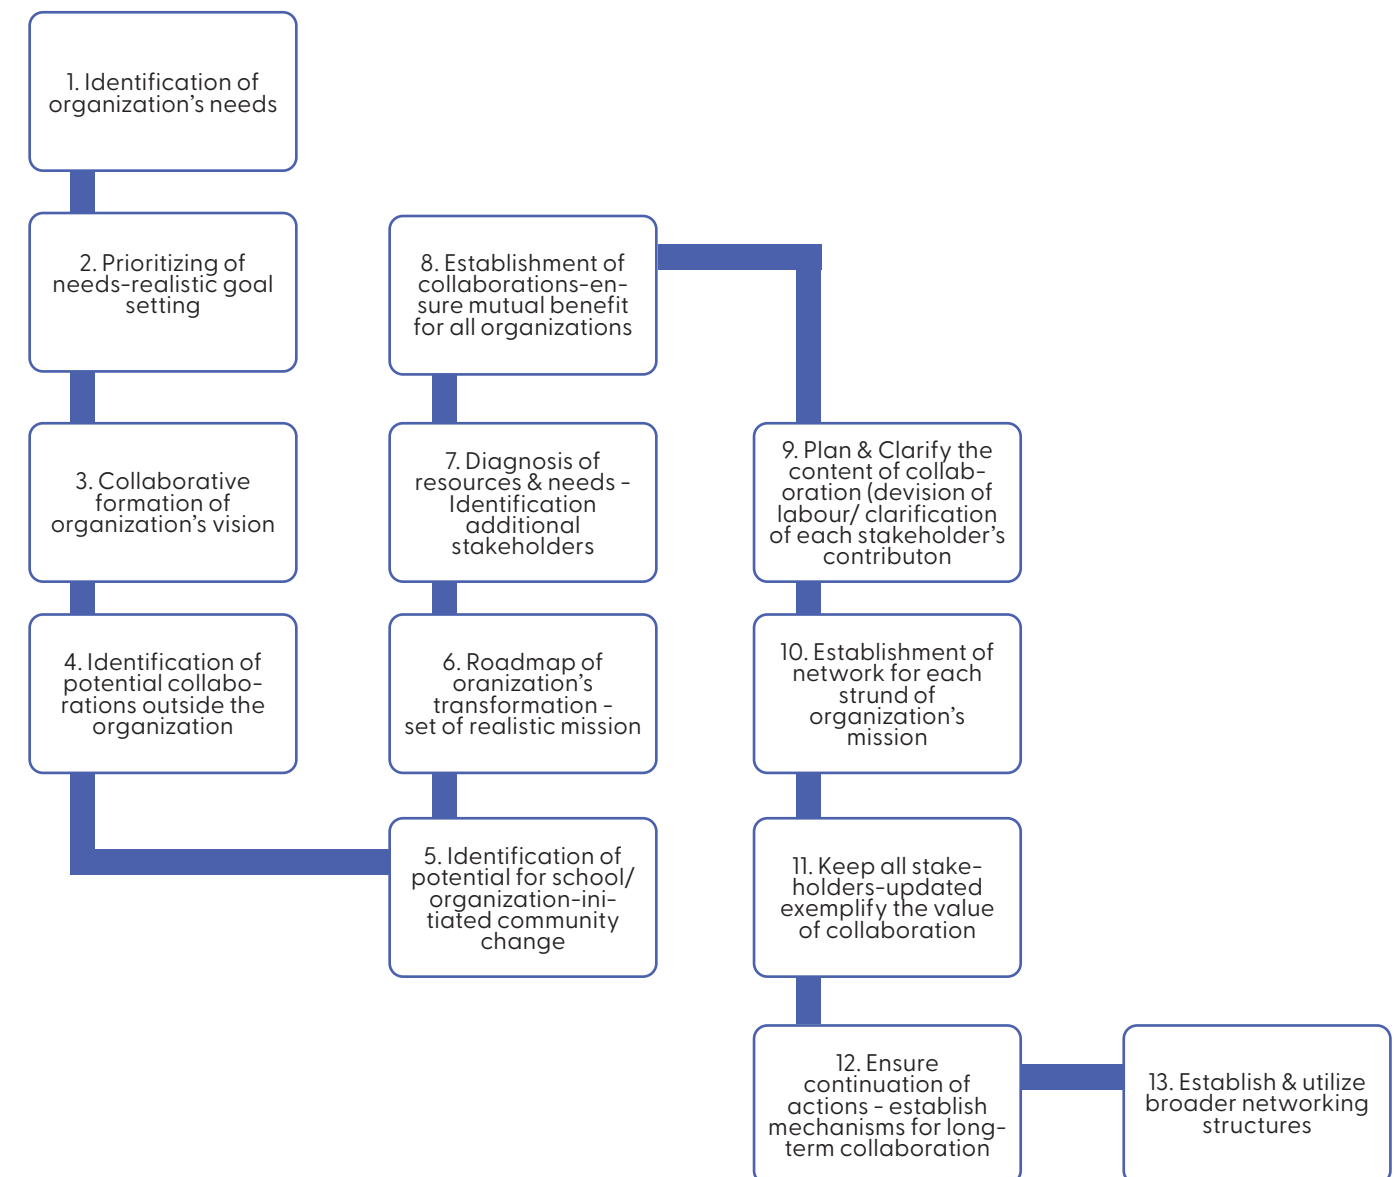 1. Identification of
organization's needs
2. Prioritizing of
needs-realistic goal
setting
3. Collaborative
formation of
organization's vision
4. Identification of
potential collabo-
rations outside the
organization
5. Identification of
potential for school/
organization-ini-
tiated community
change
6. Roadmap of
oranization's
transformation -
set of realistic mission
7. Diagnosis of
resources & needs -
Identification
additional
stakeholders
8. Establishment of
collaborations-en-
sure mutual benefit
for all organizations
9. Plan & Clarify the
content of collab-
oration (devision of
labour/ clarification
of each stakeholder's
contributon
10. Establishment of
network for each
strund of
organization's
mission
11. Keep all stake-
holders-updated
exemplify the value
of collaboration
12. Ensure
continuation of
actions - establish
mechanisms for long-
term collaboration
13. Establish & utilize
broader networking
structures